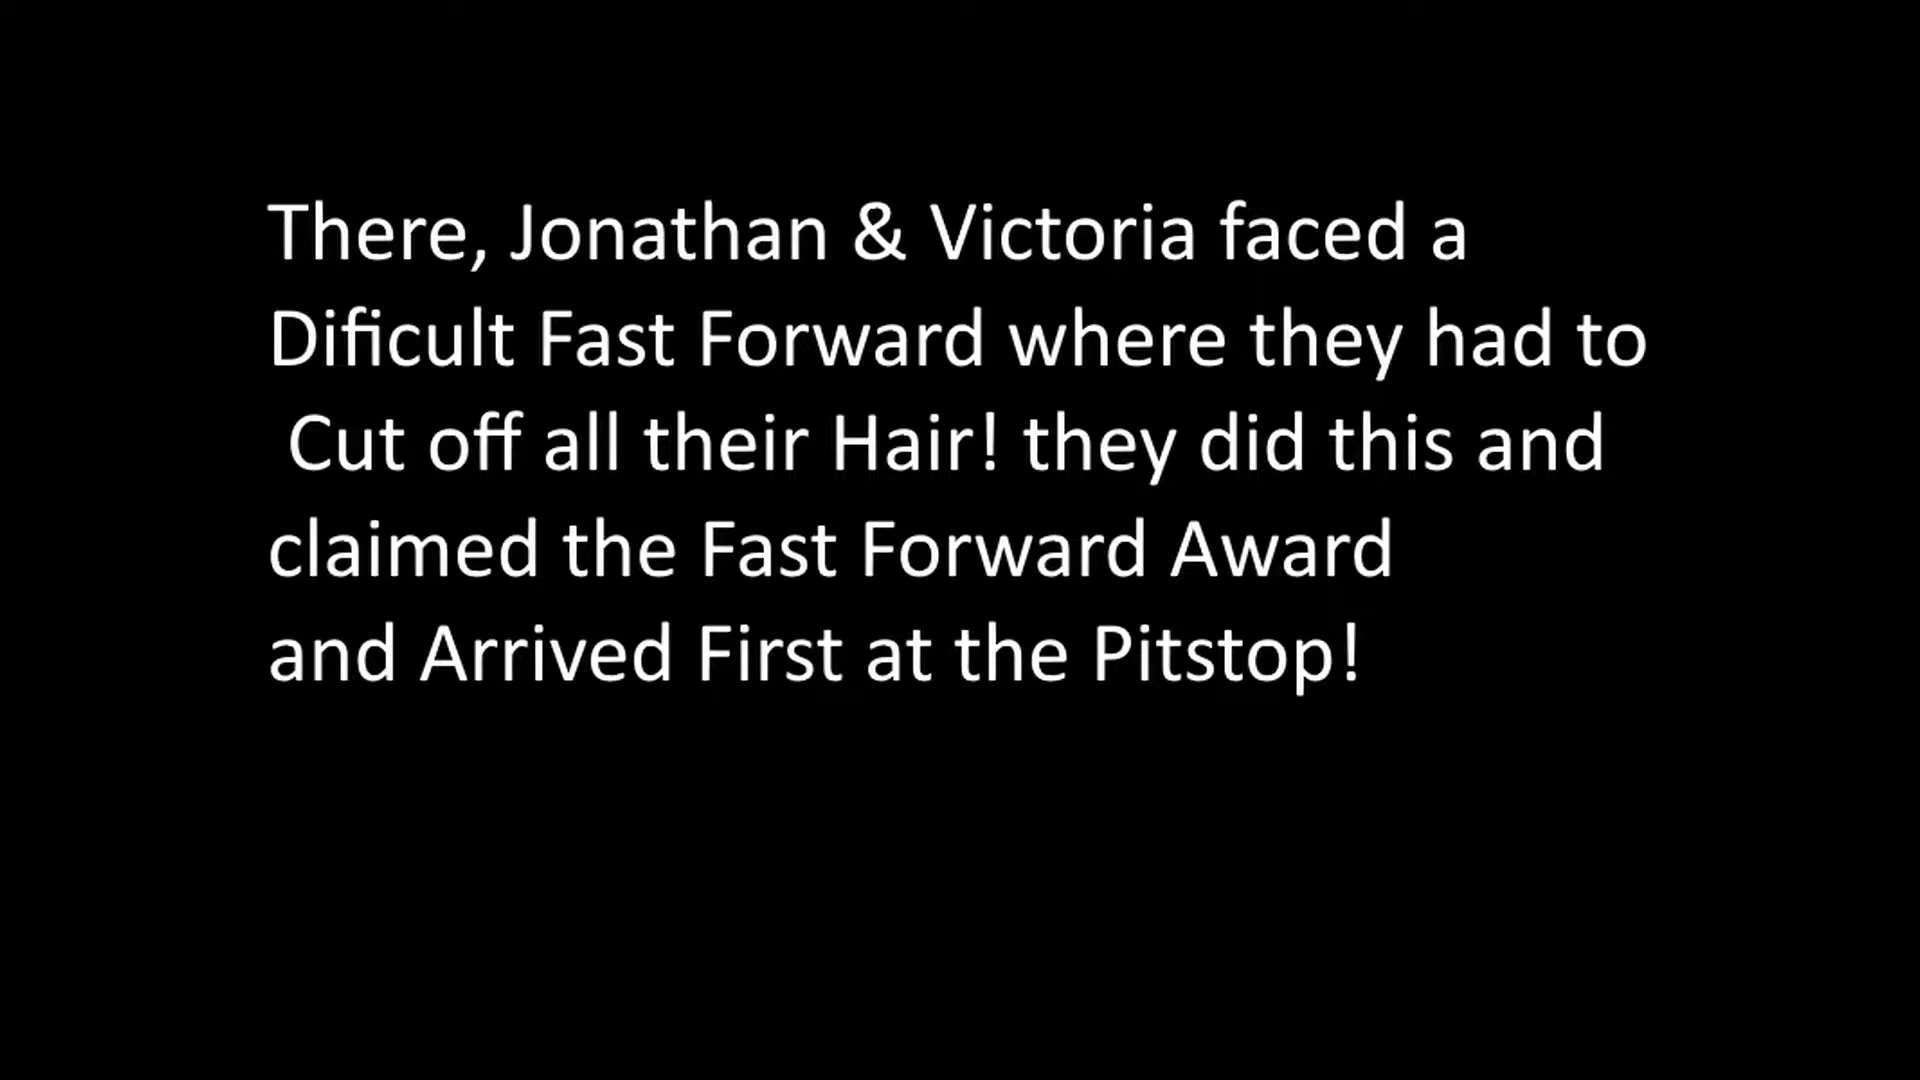 There, Jonathan & Victoria faced a
Dificult Fast Forward where they had to
Cut off all their Hair! they did this and
claimed the Fast Forward Award
and Arrived First at the Pitstop!